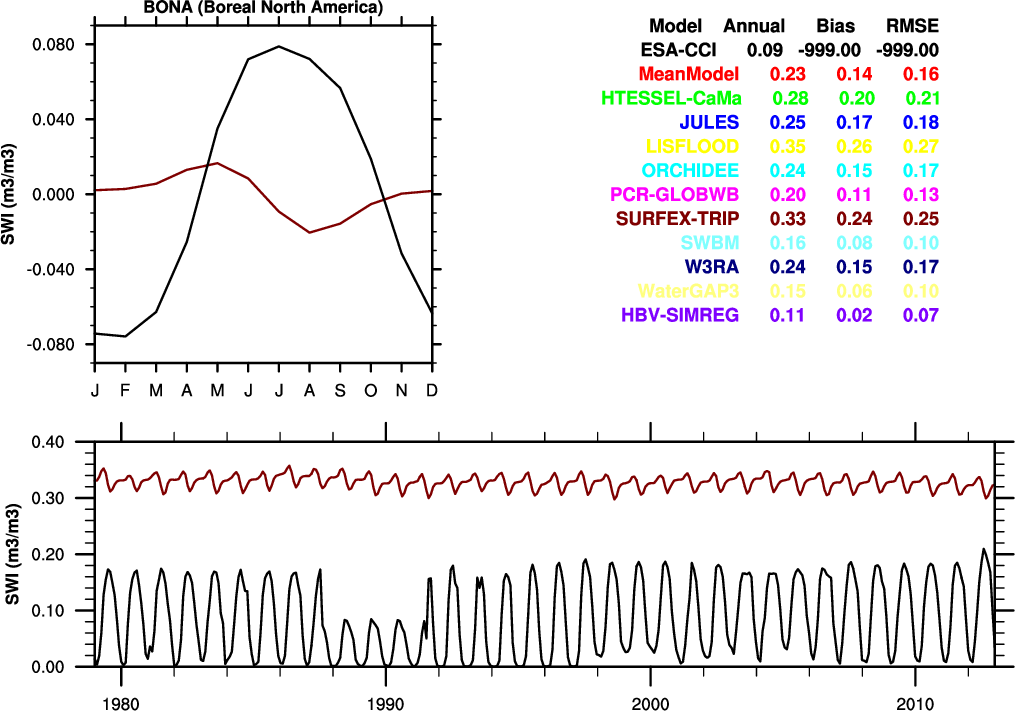 BONA (Boreal North America)
0.080
0.040
0.000
-0.040
-0.080
SWI (m3/m3)
J F M A M J J A S O N D
Model Annual Bias RMSE
ESA-CCI 0.09 -999.00 -999.00
MeanModel 0.23 0.14 0.16
HTESSEL-CaMa 0.28 0.20 0.21
JULES 0.25 0.17 0.18
LISFLOOD 0.35 0.26 0.27
ORCHIDEE 0.24 0.15 0.17
PCR-GLOBWB 0.20 0.11 0.13
SURFEX-TRIP 0.33 0.24 0.25
SWBM 0.16 0.08 0.10
W3RA 0.24 0.15 0.17
WaterGAP3 0.15 0.06 0.10
HBV-SIMREG 0.11 0.02 0.07
0.40
0.30
0.20
0.10
0.00
SWI (m3/m3)
1980 1990 2000 2010